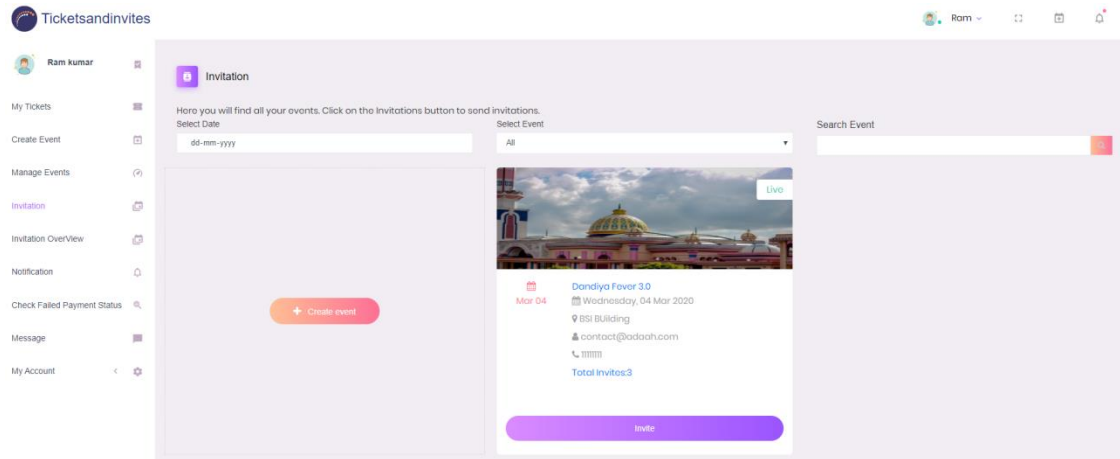 Ticketsandinvites
Ram
Ram kumar
My Tickets
Create Event
Manage Events
Invitation
Invitation OverView
Notification
Check Failed Payment Status
Message
My Account
Invitation
Here you will find all your events. Click on the Invitations button to send invitations.
Select Date
dd-mm-yyyy
Select Event
All
Search Event
+ Create event
Live
Mar 04
Dandiya Fever 3.0
Wednesday, 04 Mar 2020
BSI BUilding
contact@adaah.com
Total Invites:3
Invite